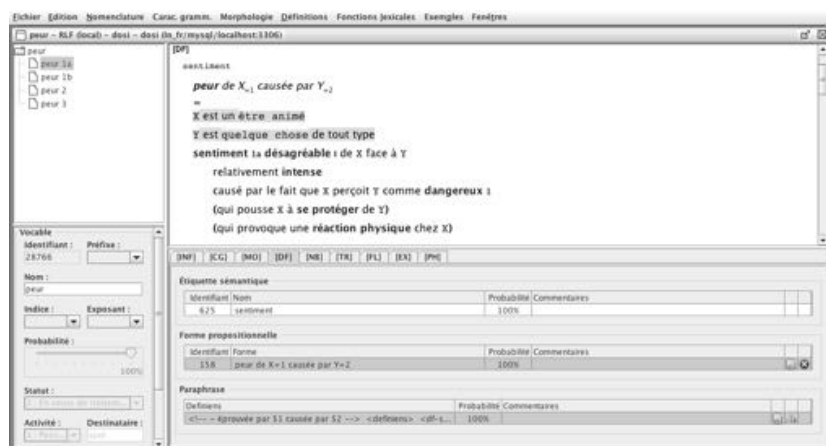 Fichier Edition Nomenclature Carac. gramm. Morphologie Définitions Fonctions lexicales Exemples Fenêtres
peur - RLF (local) - dosi - dosi (ln_fr/mysql/localhost:3306)
peur
peur 1a
peur 1b
peur 2
peur 3
[DF]
sentiment
peur de X=1 causée par Y=2
=
X est un être animé
Y est quelque chose de tout type
sentiment 1a désagréable 1 de X face à Y
relativement intense
causé par le fait que X perçoit Y comme dangereux 1
(qui pousse X à se protéger de Y)
(qui provoque une réaction physique chez X)
Vocable
Identifiant : Préfixe :
28766
Nom :
peur
Indice : Exposant :
Probabilité :
100%
Statut :
Activité : Destinataire :
[INF] [CG] [MO] [DF] [NB] [TR] [FL] [EX] [PH]
Étiquette sémantique
Identifiant Nom Probabilité Commentaires
625 sentiment 100%
Forme propositionnelle
Identifiant Forme Probabilité Commentaires
158 peur de X=1 causée par Y=2 100%
Paraphrase
Definiens Probabilité Commentaires
<!-- ~ éprouvée par $1 causée par $2 --> <definiens> <df-s... 100%